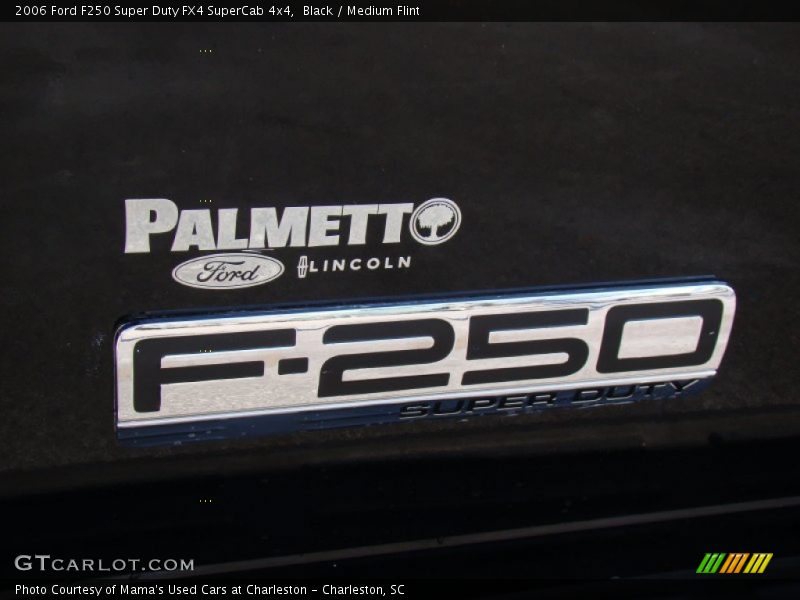 2006 Ford F250 Super Duty FX4 SuperCab 4x4,  Black / Medium Flint
PALMETTO
Ford LINCOLN
F-250
SUPER DUTY
GTCARLOT.COM
Photo Courtesy of Mama's Used Cars at Charleston - Charleston, SC